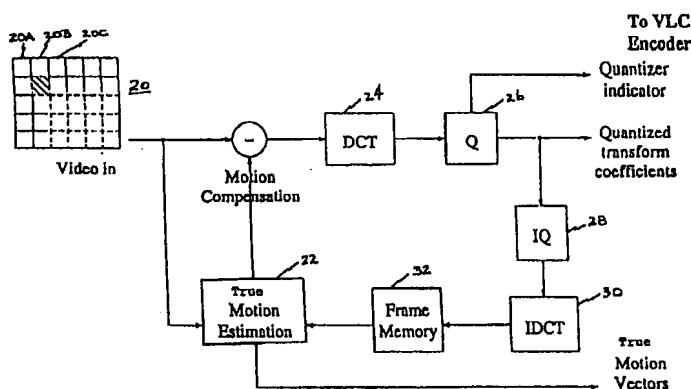 To VLC
Encoder
20A 20B 20C
20
Video in
-
Motion
Compensation
24
DCT
26
Q
Quantizer
indicator
Quantized
transform
coefficients
28
IQ
22
True
Motion
Estimation
32
Frame
Memory
30
IDCT
True
Motion
Vectors